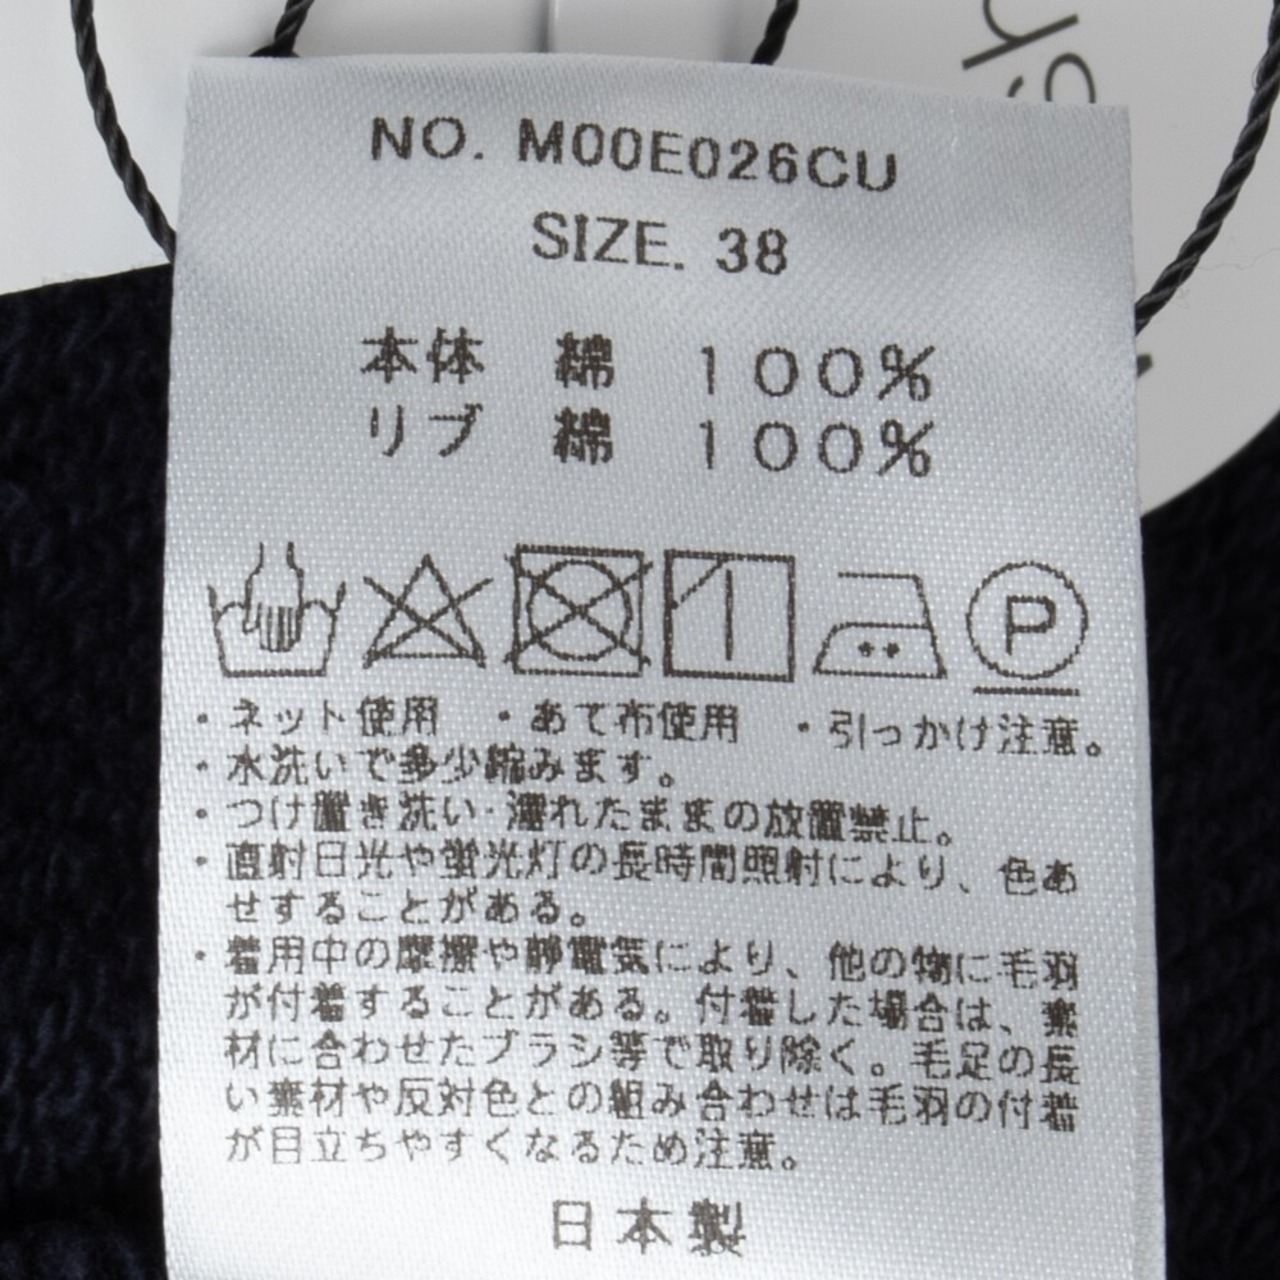 NO. M00E026CU
SIZE. 38
本体 綿 100%
リブ 綿 100%
P
・ネット使用 ・あて布使用 ・引っかけ注意。
・水洗いで多少縮みます。
・つけ置き洗い・濡れたままの放置禁止。
・直射日光や蛍光灯の長時間照射により、色あ
せすることがある。
・着用中の摩擦や静電気により、他の物に毛羽
が付着することがある。付着した場合は、素
材に合わせたブラシ等で取り除く。毛足の長
い素材や反対色との組み合わせは毛羽の付着
が目立ちやすくなるため注意。
日本製